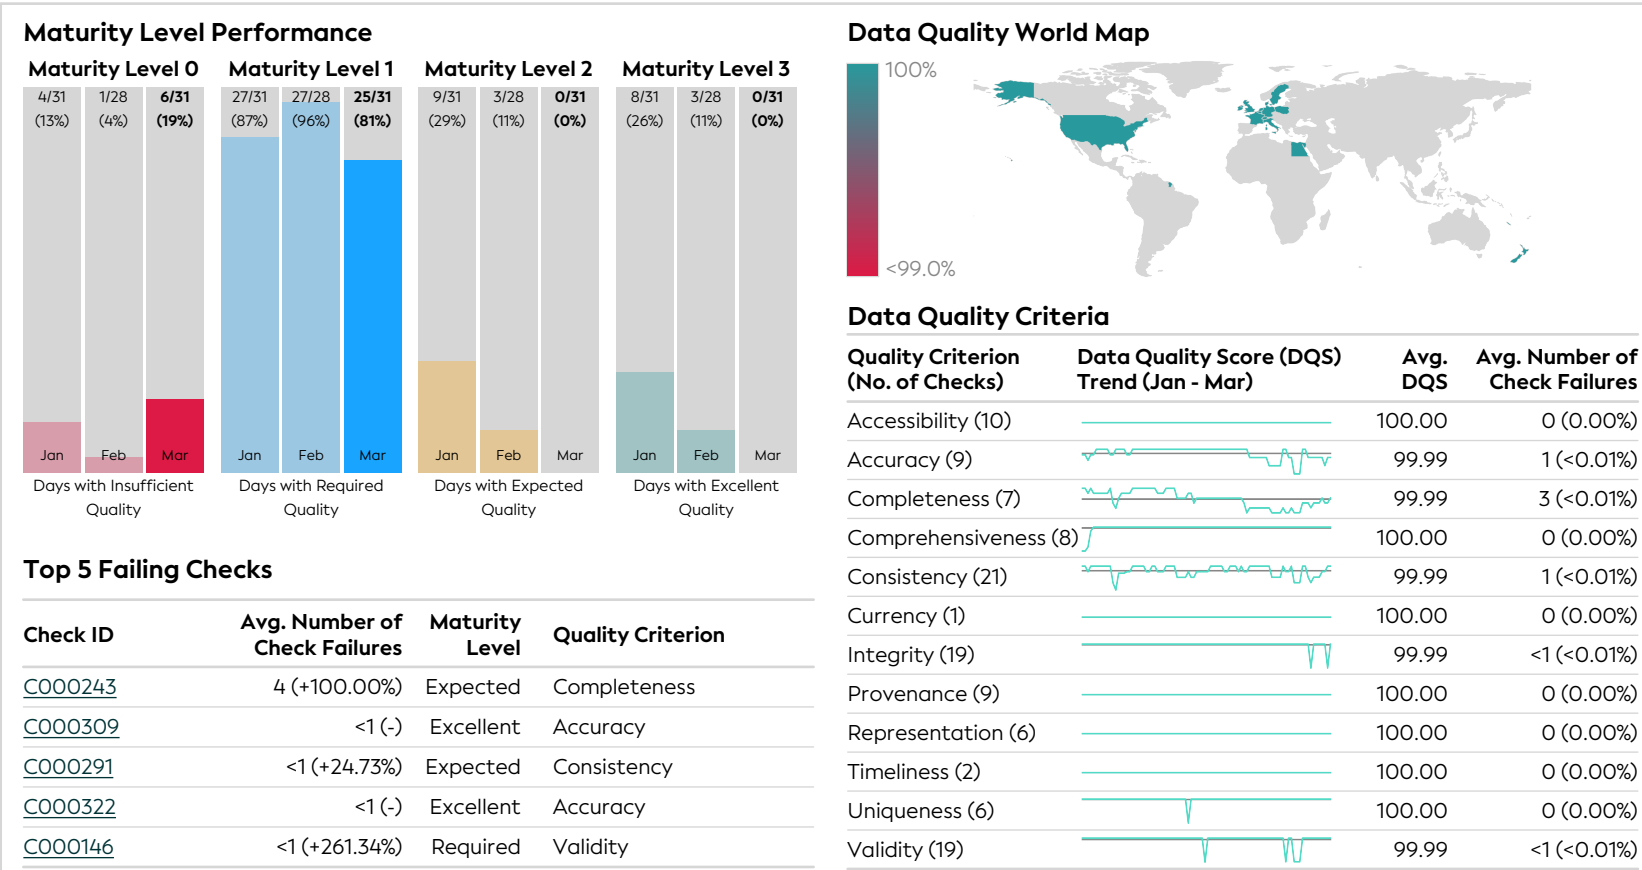 Maturity Level Performance
Maturity Level 0
Maturity Level 1
Maturity Level 2
Maturity Level 3
4/31 1/28 6/31
(13%) (4%) (19%)
Jan Feb Mar
Days with Insufficient
Quality
27/31 27/28 25/31
(87%) (96%) (81%)
Jan Feb Mar
Days with Required
Quality
9/31 3/28 0/31
(29%) (11%) (0%)
Jan Feb Mar
Days with Expected
Quality
8/31 3/28 0/31
(26%) (11%) (0%)
Jan Feb Mar
Days with Excellent
Quality
Top 5 Failing Checks
Check ID Avg. Number of Check Failures Maturity Level Quality Criterion
C000243 4 (+100.00%) Expected Completeness
C000309 <1 (-) Excellent Accuracy
C000291 <1 (+24.73%) Expected Consistency
C000322 <1 (-) Excellent Accuracy
C000146 <1 (+261.34%) Required Validity
Data Quality World Map
100%
<99.0%
Data Quality Criteria
Quality Criterion Data Quality Score (DQS) Avg. Avg. Number of
(No. of Checks) Trend (Jan - Mar) DQS Check Failures
Accessibility (10) 100.00 0 (0.00%)
Accuracy (9) 99.99 1 (<0.01%)
Completeness (7) 99.99 3 (<0.01%)
Comprehensiveness (8) 100.00 0 (0.00%)
Consistency (21) 99.99 1 (<0.01%)
Currency (1) 100.00 0 (0.00%)
Integrity (19) 99.99 <1 (<0.01%)
Provenance (9) 100.00 0 (0.00%)
Representation (6) 100.00 0 (0.00%)
Timeliness (2) 100.00 0 (0.00%)
Uniqueness (6) 100.00 0 (0.00%)
Validity (19) 99.99 <1 (<0.01%)